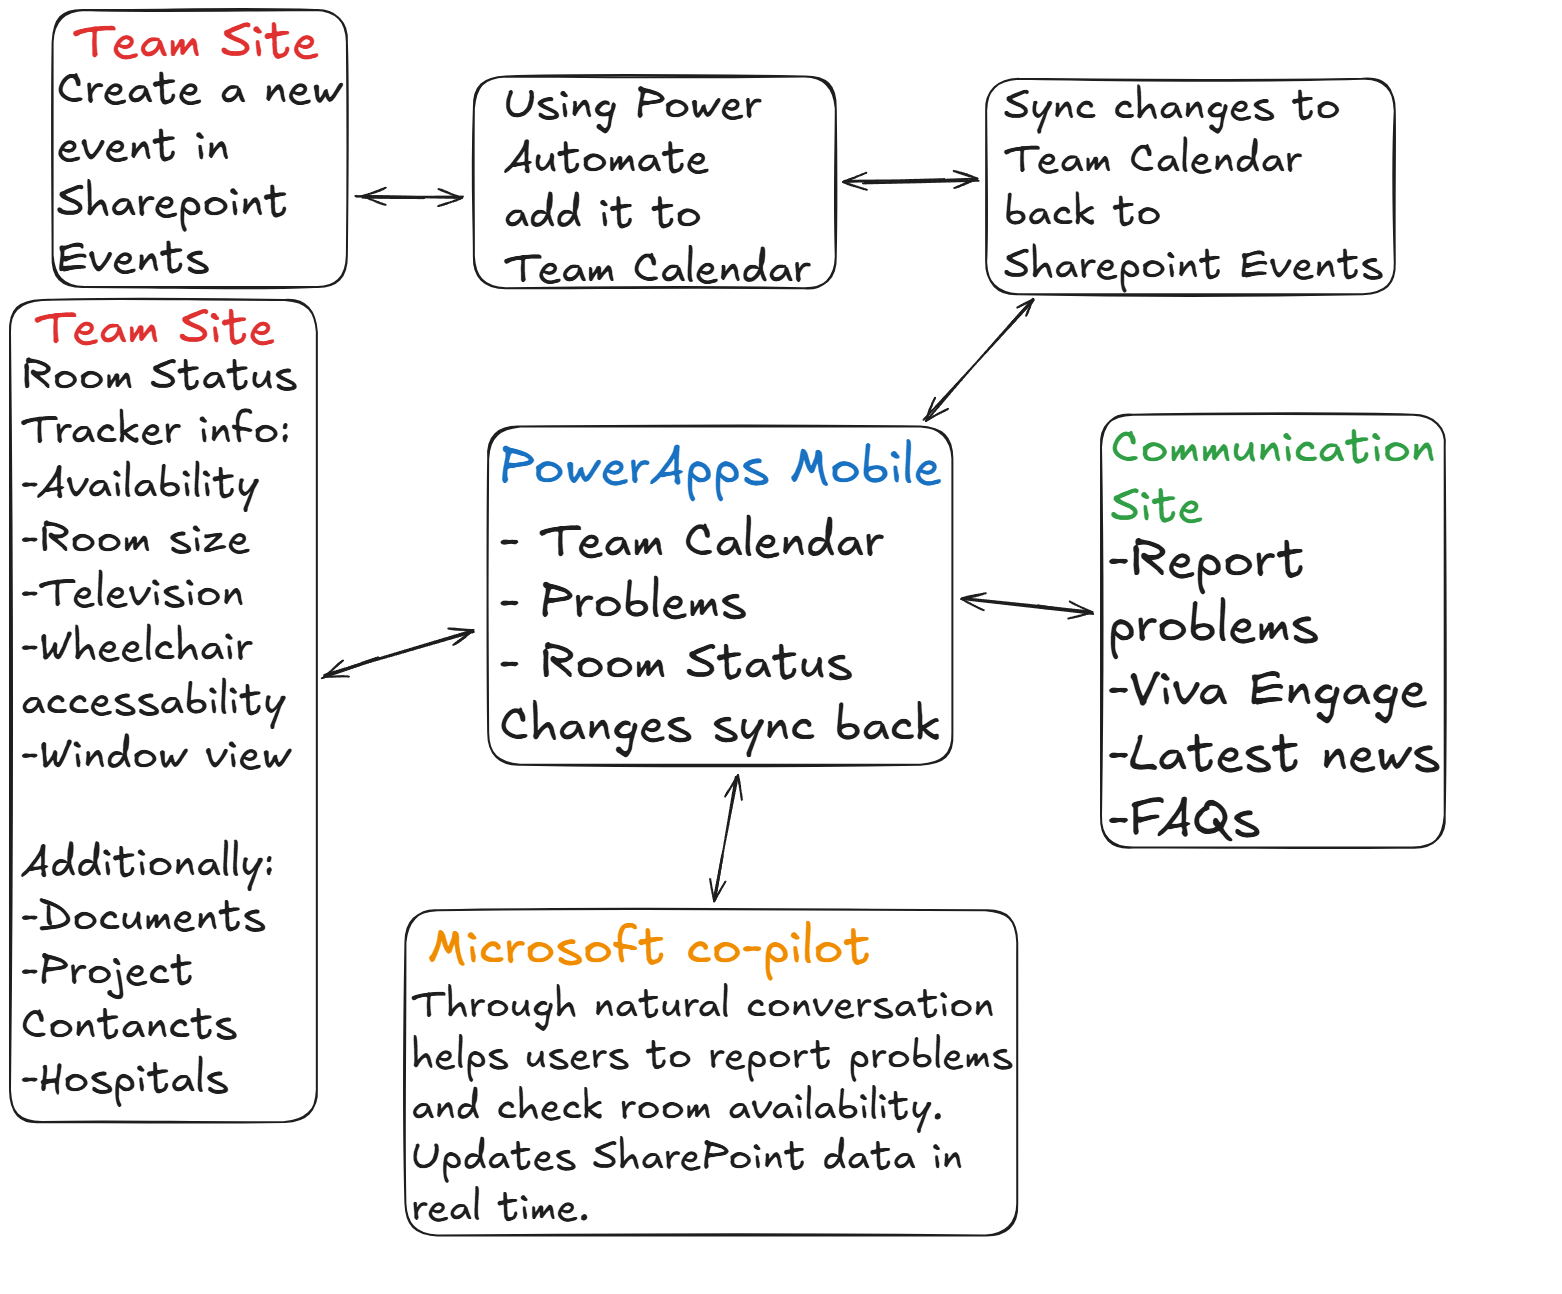 Team Site
Create a new
event in
Sharepoint
Events
Using Power
Automate
add it to
Team Calendar
Sync changes to
Team Calendar
back to
Sharepoint Events
Team Site
Room Status
Tracker info:
-Availability
-Room size
-Television
-Wheelchair
accessability
-Window view
Additionally:
-Documents
-Project
Contancts
-Hospitals
PowerApps Mobile
- Team Calendar
- Problems
- Room Status
Changes sync back
Communication
Site
-Report
problems
-Viva Engage
-Latest news
-FAQs
Microsoft co-pilot
Through natural conversation
helps users to report problems
and check room availability.
Updates SharePoint data in
real time.